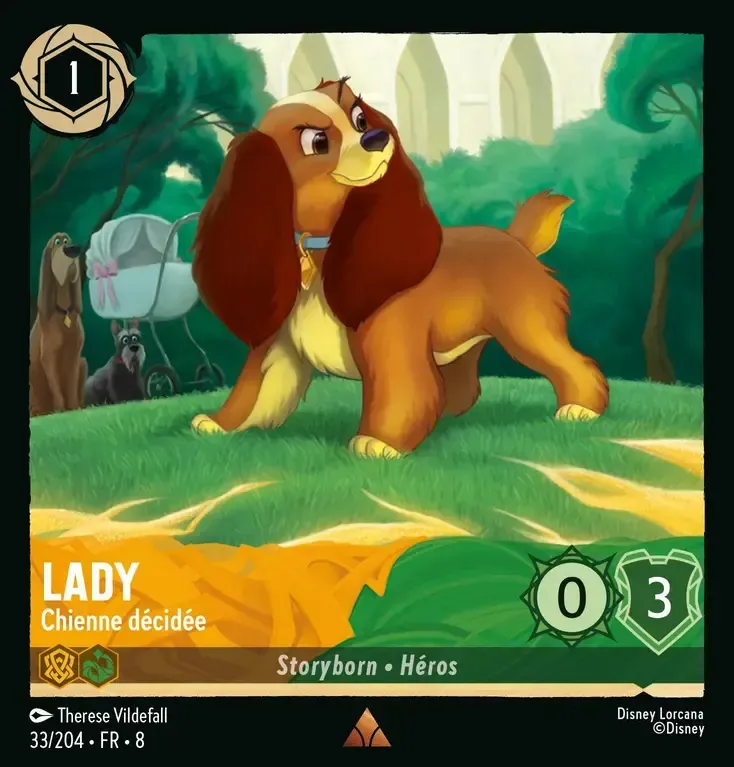 1
LADY
Chienne décidée
0
3
Storyborn • Héros
Therese Vildefall
33/204 • FR • 8
Disney Lorcana
©Disney